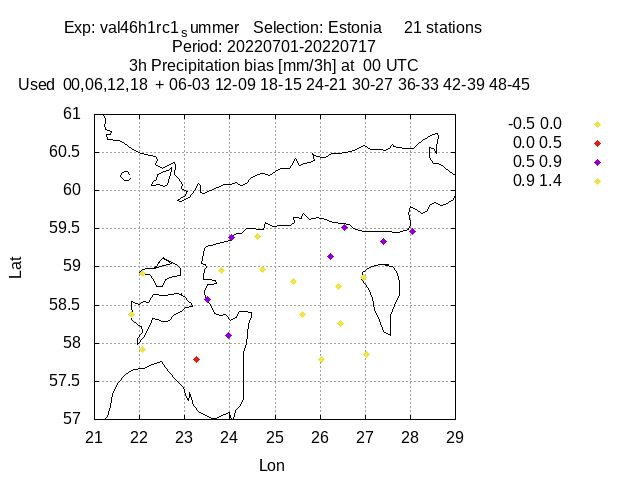 Exp: val46h1rc1summer Selection: Estonia 21 stations
Period: 20220701-20220717
3h Precipitation bias [mm/3h] at 00 UTC
Used 00,06,12,18 + 06-03 12-09 18-15 24-21 30-27 36-33 42-39 48-45
61
60.5
60
59.5
59
58.5
58
57.5
57
Lat
21 22 23 24 25 26 27 28 29
Lon
-0.5 0.0
0.0 0.5
0.5 0.9
0.9 1.4